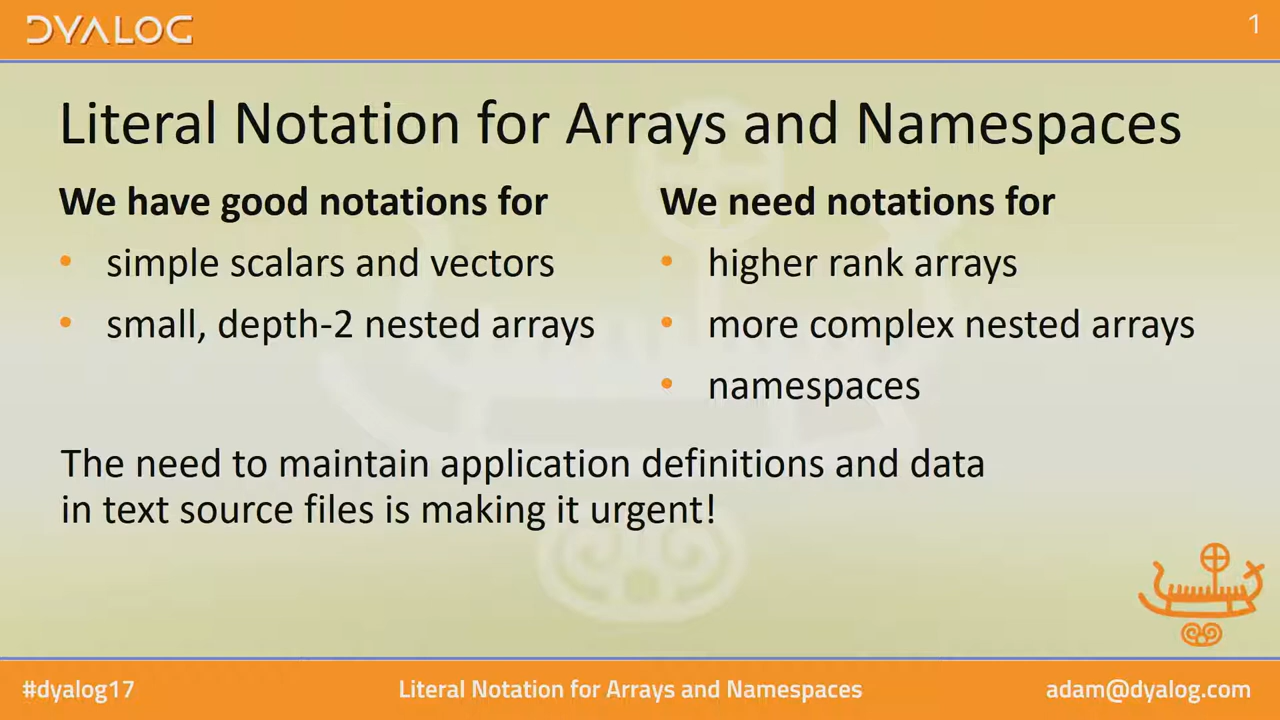 DYALOG
1
Literal Notation for Arrays and Namespaces
We have good notations for
• simple scalars and vectors
• small, depth-2 nested arrays
We need notations for
• higher rank arrays
• more complex nested arrays
• namespaces
The need to maintain application definitions and data
in text source files is making it urgent!
#dyalog17
Literal Notation for Arrays and Namespaces
adam@dyalog.com